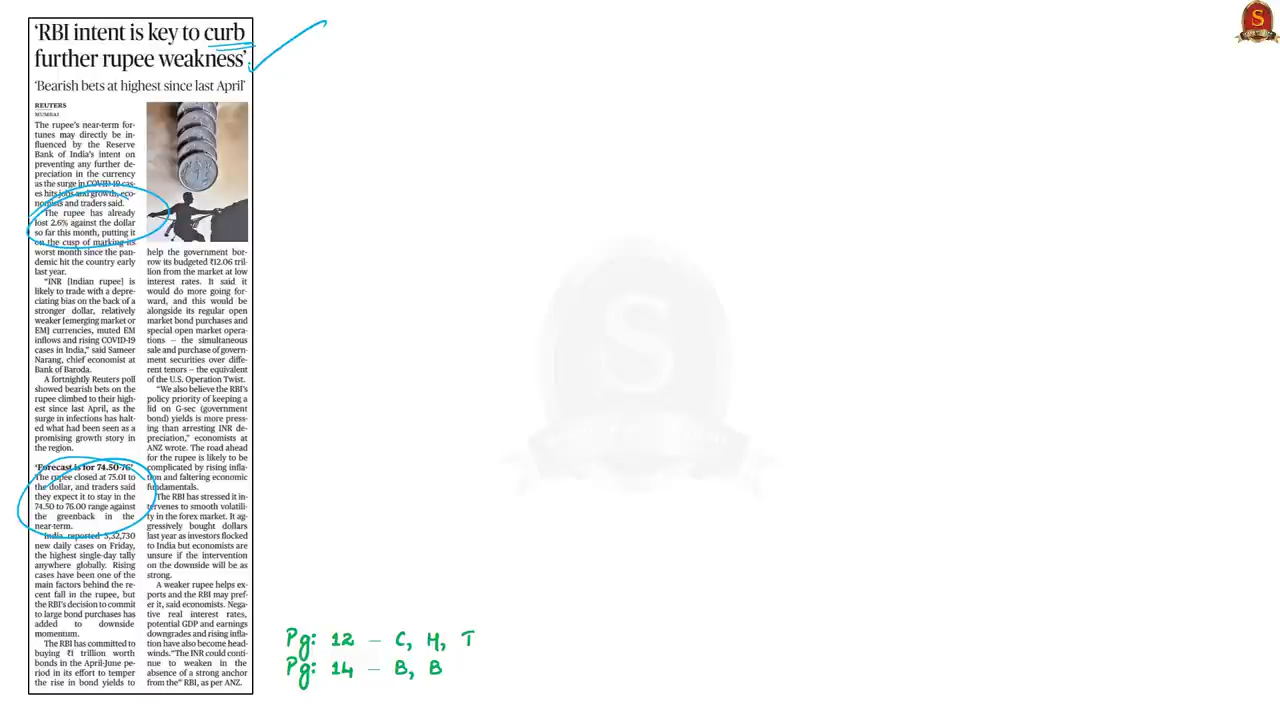 ‘RBI intent is key to curb
further rupee weakness’
‘Bearish bets at highest since last April’
REUTERS
MUMBAI
The rupee’s near-term for-
tunes may directly be in-
fluenced by the Reserve
Bank of India’s intent on
preventing any further de-
preciation in the currency
as the surge in COVID-19 cas-
es hits jobs and growth, eco-
nomists and traders said.
The rupee has already
lost 2.6% against the dollar
so far this month, putting it
on the cusp of marking its
worst month since the pan-
demic hit the country early
last year.
“INR [Indian rupee] is
likely to trade with a depre-
ciating bias on the back of a
stronger dollar, relatively
weaker [emerging market or
EM] currencies, muted EM
inflows and rising COVID-19
cases in India,” said Sameer
Narang, chief economist at
Bank of Baroda.
A fortnightly Reuters poll
showed bearish bets on the
rupee climbed to their high-
est since last April, as the
surge in infections has halt-
ed what had been seen as a
promising growth story in
the region.
‘Forecast is for 74.50-76’
The rupee closed at 75.01 to
the dollar, and traders said
they expect it to stay in the
74.50 to 76.00 range against
the greenback in the
near-term.
India reported 3,32,730
new daily cases on Friday,
the highest single-day tally
anywhere globally. Rising
cases have been one of the
main factors behind the re-
cent fall in the rupee, but
the RBI’s decision to commit
to large bond purchases has
added to downside
momentum.
The RBI has committed to
buying ₹1 trillion worth
bonds in the April-June pe-
riod in its effort to temper
the rise in bond yields to
help the government bor-
row its budgeted ₹12.06 tril-
lion from the market at low
interest rates. It said it
would do more going for-
ward, and this would be
alongside its regular open
market bond purchases and
special open market opera-
tions – the simultaneous
sale and purchase of govern-
ment securities over diffe-
rent tenors – the equivalent
of the U.S. Operation Twist.
“We also believe the RBI’s
policy priority of keeping a
lid on G-sec (government
bond) yields is more press-
ing than arresting INR de-
preciation,” economists at
ANZ wrote. The road ahead
for the rupee is likely to be
complicated by rising infla-
tion and faltering economic
fundamentals.
The RBI has stressed it in-
tervenes to smooth volatili-
ty in the forex market. It ag-
gressively bought dollars
last year as investors flocked
to India but economists are
unsure if the intervention
on the downside will be as
strong.
A weaker rupee helps ex-
ports and the RBI may pref-
er it, said economists. Nega-
tive real interest rates,
potential GDP and earnings
downgrades and rising infla-
tion have also become head-
winds.“The INR could conti-
nue to weaken in the
absence of a strong anchor
from the” RBI, as per ANZ.
Pg: 12 – C, H, T
Pg: 14 – B, B
S
S